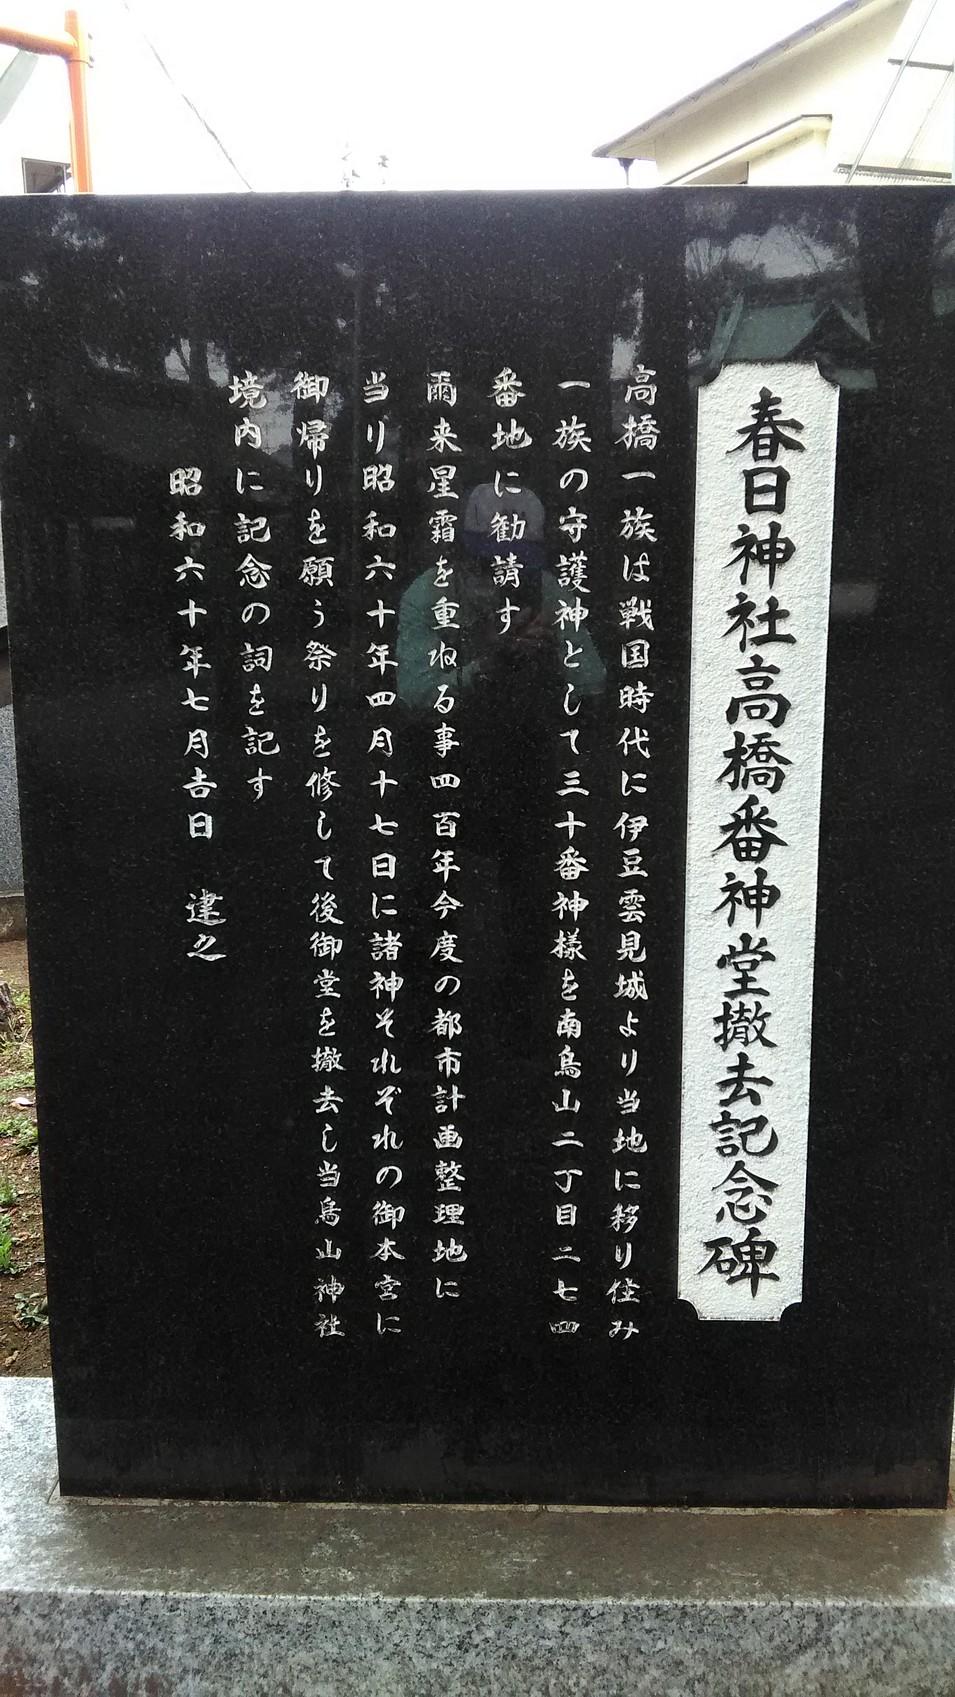 春日神社高橋番神堂撤去記念碑
高橋一族は戦国時代に伊豆雲見城より当地に移り住み
一族の守護神として三十番神様を南烏山二丁目二七四
番地に勧請す
爾来星霜を重ねる事四百年今度の都市計画整理地に
当り昭和六十年四月十七日に諸神それぞれの御本宮に
御帰りを願う祭りを修して後御堂を撤去し当烏山神社
境内に記念の詞を記す
昭和六十年七月吉日 建之